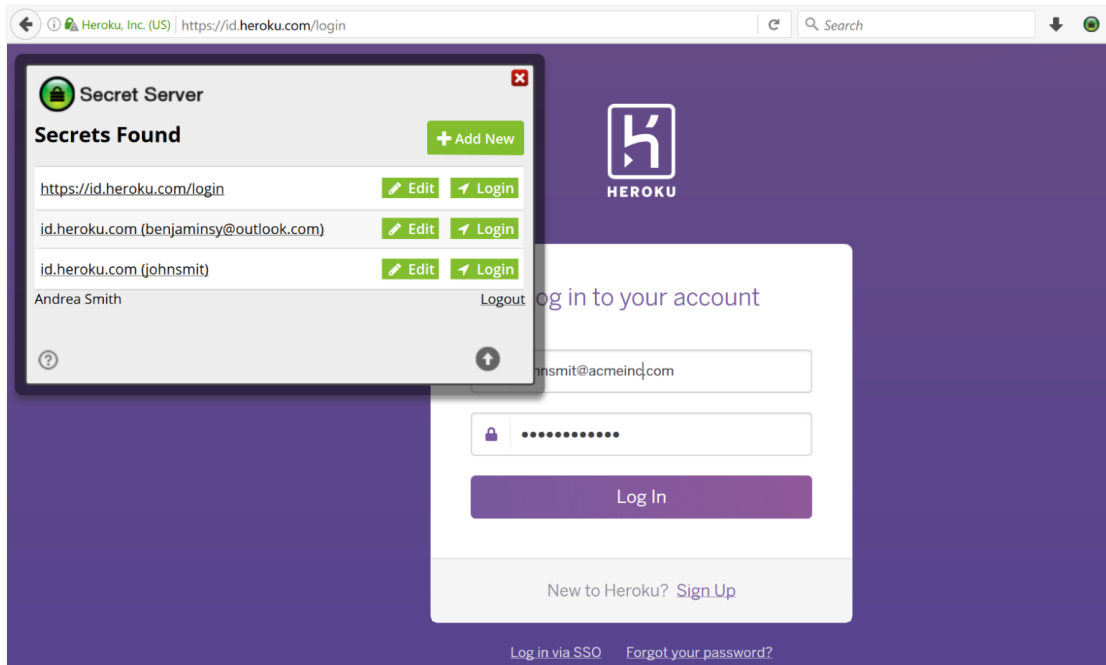 Heroku, Inc. (US) https://id.heroku.com/login
Search
Secret Server
Secrets Found
Add New
https://id.heroku.com/login Edit Login
id.heroku.com (benjaminsy@outlook.com) Edit Login
id.heroku.com (johnsmit) Edit Login
Andrea Smith Logout
HEROKU
og in to your account
hnsmit@acmeinc.com
Log In
New to Heroku? Sign Up
Log in via SSO Forgot your password?